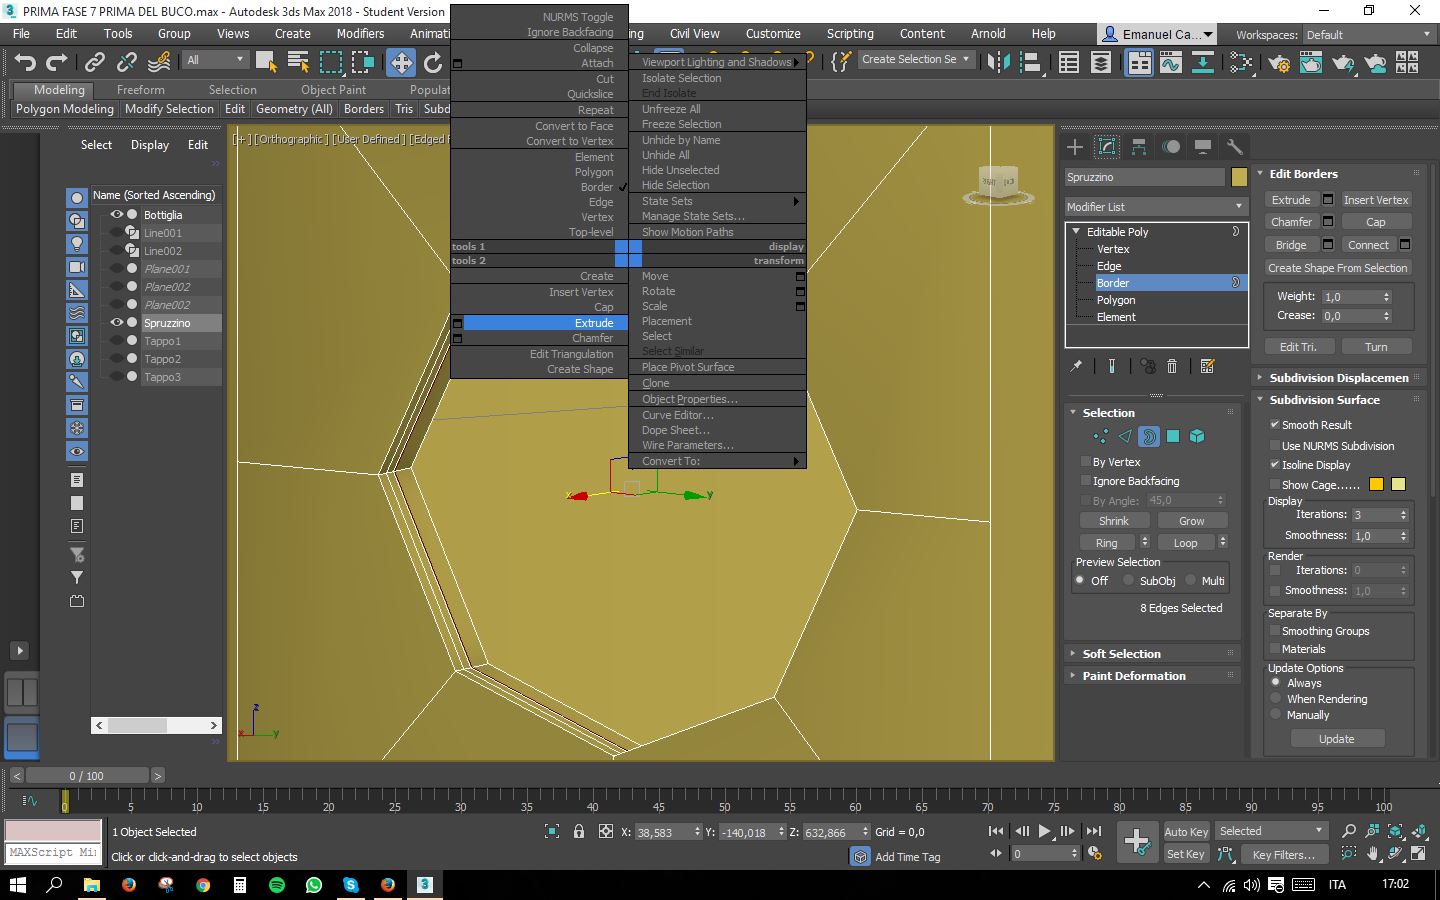 PRIMA FASE 7 PRIMA DEL BUCO.max - Autodesk 3ds Max 2018 - Student Version
File Edit Tools Group Views Create Modifiers Civil View Customize Scripting Content Arnold Help
Emanuel Ca...
Workspaces: Default
All
Create Selection Se
Modeling Freeform Selection Object Paint
Polygon Modeling Modify Selection Edit Geometry (All) Borders Tris
NURMS Toggle
Ignore Backfacing
Collapse
Attach
Cut
Quickslice
Repeat
Convert to Face
Convert to Vertex
Element
Polygon
Border
Edge
Vertex
Top-level
tools 1
tools 2
Create
Insert Vertex
Cap
Extrude
Chamfer
Edit Triangulation
Create Shape
Viewport Lighting and Shadows
Isolate Selection
End Isolate
Unfreeze All
Freeze Selection
Unhide by Name
Unhide All
Hide Unselected
Hide Selection
State Sets
Manage State Sets...
Show Motion Paths
display
transform
Move
Rotate
Scale
Placement
Select
Select Similar
Place Pivot Surface
Clone
Object Properties...
Curve Editor...
Dope Sheet...
Wire Parameters...
Convert To:
Select Display Edit
Name (Sorted Ascending)
Bottiglia
Line001
Line002
Plane001
Plane002
Plane002
Spruzzino
Tappo1
Tappo2
Tappo3
[+] [Orthographic] [User Defined] [Edged
x
y
z
x y
Spruzzino
Modifier List
Editable Poly
Vertex
Edge
Border
Polygon
Element
Selection
By Vertex
Ignore Backfacing
By Angle: 45,0
Shrink Grow
Ring Loop
Preview Selection
Off SubObj Multi
8 Edges Selected
Soft Selection
Paint Deformation
Edit Borders
Extrude Insert Vertex
Chamfer Cap
Bridge Connect
Create Shape From Selection
Weight: 1,0
Crease: 0,0
Edit Tri. Turn
Subdivision Displacemen
Subdivision Surface
Smooth Result
Use NURMS Subdivision
Isoline Display
Show Cage......
Display
Iterations: 3
Smoothness: 1,0
Render
Iterations: 0
Smoothness: 1,0
Separate By
Smoothing Groups
Materials
Update Options
Always
When Rendering
Manually
Update
0 / 100
0 5 10 15 20 25 30 35 40 45 50 55 60 65 70 75 80 85 90 95 100
1 Object Selected
X: 38,583 Y: -140,018 Z: 632,866 Grid = 0,0
Auto Key Selected
MAXScript Mi
Click or click-and-drag to select objects
Add Time Tag
0
Set Key Key Filters...
ITA 17:02